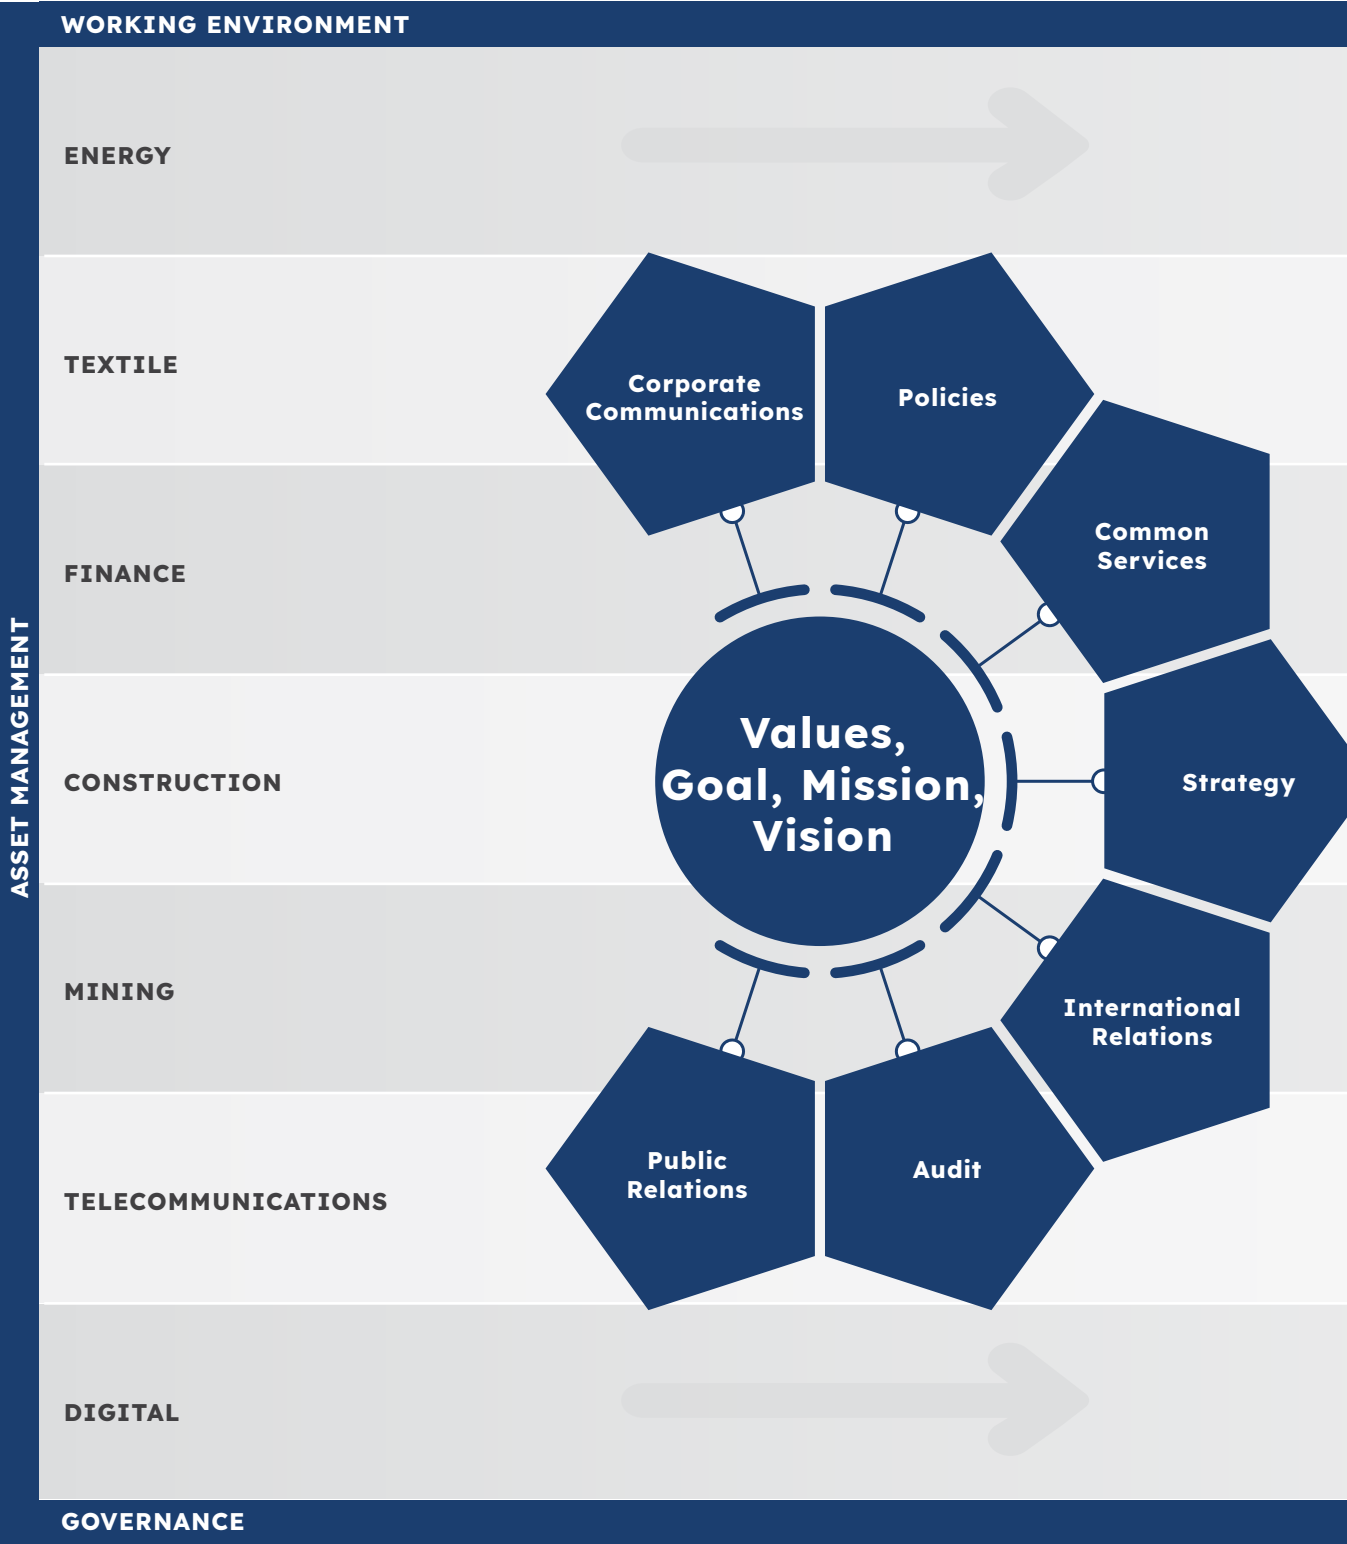 WORKING ENVIRONMENT
ENERGY
TEXTILE
Corporate
Communications
Policies
Common
Services
FINANCE
ASSET MANAGEMENT
CONSTRUCTION
Values,
Goal, Mission,
Vision
Strategy
MINING
International
Relations
TELECOMMUNICATIONS
Public
Relations
Audit
DIGITAL
GOVERNANCE